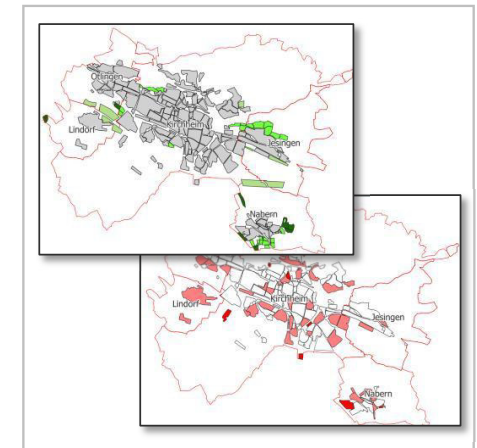 Ötlingen
Kirchheim
Lindorf
Jesingen
Nabern
Lindorf
Kirchheim
Jesingen
Nabern